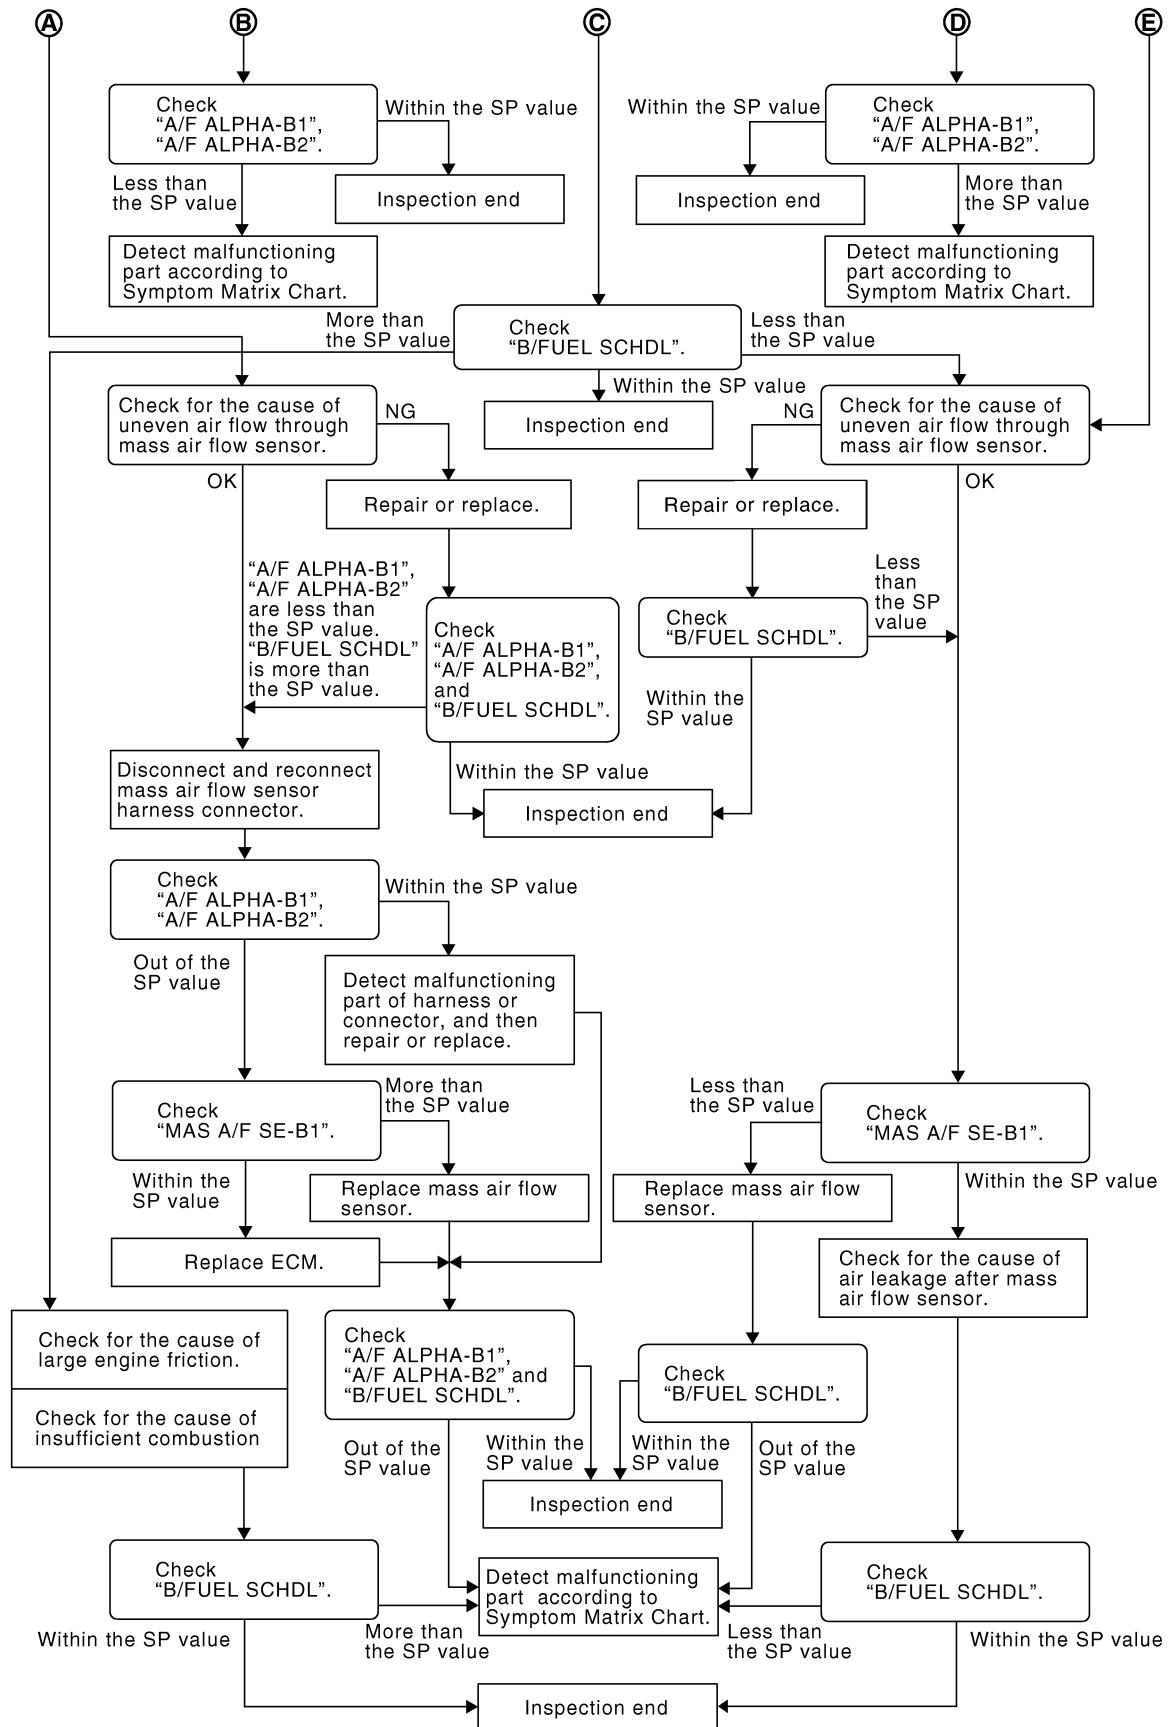 A
B
C
D
E
Check
“A/F ALPHA-B1”,
“A/F ALPHA-B2”.
Within the SP value
Inspection end
Less than
the SP value
Detect malfunctioning
part according to
Symptom Matrix Chart.
Within the SP value
Check
“A/F ALPHA-B1”,
“A/F ALPHA-B2”.
Inspection end
More than
the SP value
Detect malfunctioning
part according to
Symptom Matrix Chart.
More than
the SP value
Check
“B/FUEL SCHDL”.
Less than
the SP value
Within the SP value
Inspection end
Check for the cause of
uneven air flow through
mass air flow sensor.
NG
OK
Repair or replace.
NG
Check for the cause of
uneven air flow through
mass air flow sensor.
OK
Repair or replace.
“A/F ALPHA-B1”,
“A/F ALPHA-B2”
are less than
the SP value.
“B/FUEL SCHDL”
is more than
the SP value.
Check
“A/F ALPHA-B1”,
“A/F ALPHA-B2”,
and
“B/FUEL SCHDL”.
Check
“B/FUEL SCHDL”.
Less
than
the SP
value
Within the
SP value
Within the SP value
Inspection end
Disconnect and reconnect
mass air flow sensor
harness connector.
Check
“A/F ALPHA-B1”,
“A/F ALPHA-B2”.
Within the SP value
Out of the
SP value
Detect malfunctioning
part of harness or
connector, and then
repair or replace.
Check
“MAS A/F SE-B1”.
More than
the SP value
Within the
SP value
Replace mass air flow
sensor.
Replace ECM.
Less than
the SP value
Check
“MAS A/F SE-B1”.
Within the SP value
Replace mass air flow
sensor.
Check for the cause of
air leakage after mass
air flow sensor.
Check for the cause of
large engine friction.
Check for the cause of
insufficient combustion
Check
“A/F ALPHA-B1”,
“A/F ALPHA-B2” and
“B/FUEL SCHDL”.
Check
“B/FUEL SCHDL”.
Out of the
SP value
Within the
SP value
Within the
SP value
Out of the
SP value
Inspection end
Check
“B/FUEL SCHDL”.
Detect malfunctioning
part  according to
Symptom Matrix Chart.
Check
“B/FUEL SCHDL”.
Within the SP value
More than
the SP value
Less than
the SP value
Within the SP value
Inspection end